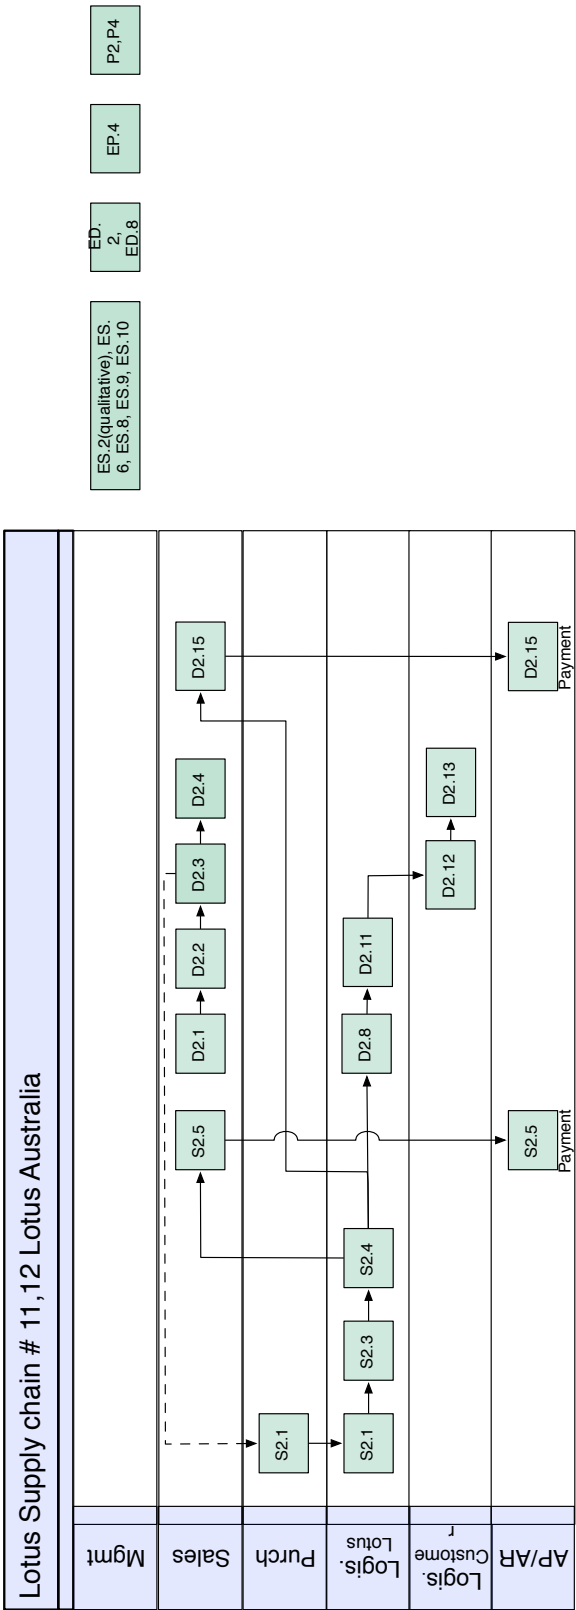 Lotus Supply chain # 11,12 Lotus Australia
Mgmt
Sales
Purch
Logis.
Lotus
Logis.
Custome
r
AP/AR
S2.5
D2.1
D2.2
D2.3
D2.4
D2.15
S2.1
S2.1
S2.3
S2.4
D2.8
D2.11
D2.12
D2.13
S2.5
Payment
D2.15
Payment
ES.2(qualitative), ES.
6, ES.8, ES.9, ES.10
ED.
2,
ED.8
EP.4
P2,P4